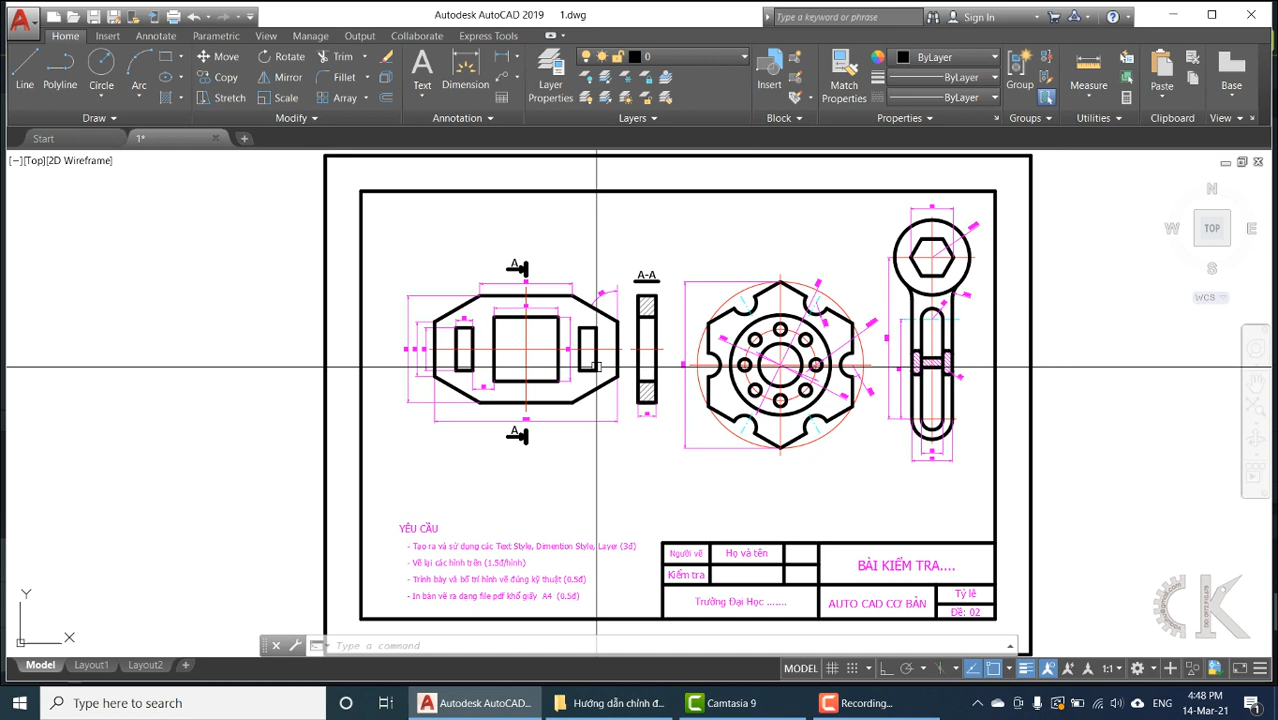 Autodesk AutoCAD 2019 1.dwg
Type a keyword or phrase
Sign In
Home Insert Annotate Parametric View Manage Output Collaborate Express Tools
Line Polyline Circle Arc
Move Rotate Trim
Copy Mirror Fillet
Stretch Scale Array
Text Dimension
Layer Properties
0
Insert
Match Properties
ByLayer
ByLayer
ByLayer
Group
Measure
Paste
Base
Draw Modify Annotation Layers Block Properties Groups Utilities Clipboard View
Start 1*
[−][Top][2D Wireframe]
N
W TOP E
S
WCS
A
A-A
A
YÊU CẦU
- Tạo ra và sử dụng các Text Style, Dimention Style, Layer (3đ)
- Vẽ lại các hình trên (1.5đ/hình)
- Trình bày và bố trí hình vẽ đúng kỹ thuật (0.5đ)
- In bản vẽ ra dạng file pdf khổ giấy A4 (0.5đ)
Người vẽ Họ và tên
Kiểm tra
BÀI KIỂM TRA....
Trường Đại Học .......
AUTO CAD CƠ BẢN
Tỷ lệ
Đề: 02
Y
X
Type a command
Model Layout1 Layout2
MODEL 1:1
Type here to search
Autodesk AutoCAD...
Hướng dẫn chỉnh đ...
Camtasia 9
Recording...
ENG
4:48 PM
14-Mar-21
1